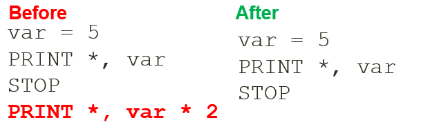 Before
var = 5
PRINT *, var
STOP
PRINT *, var * 2
After
var = 5
PRINT *, var
STOP